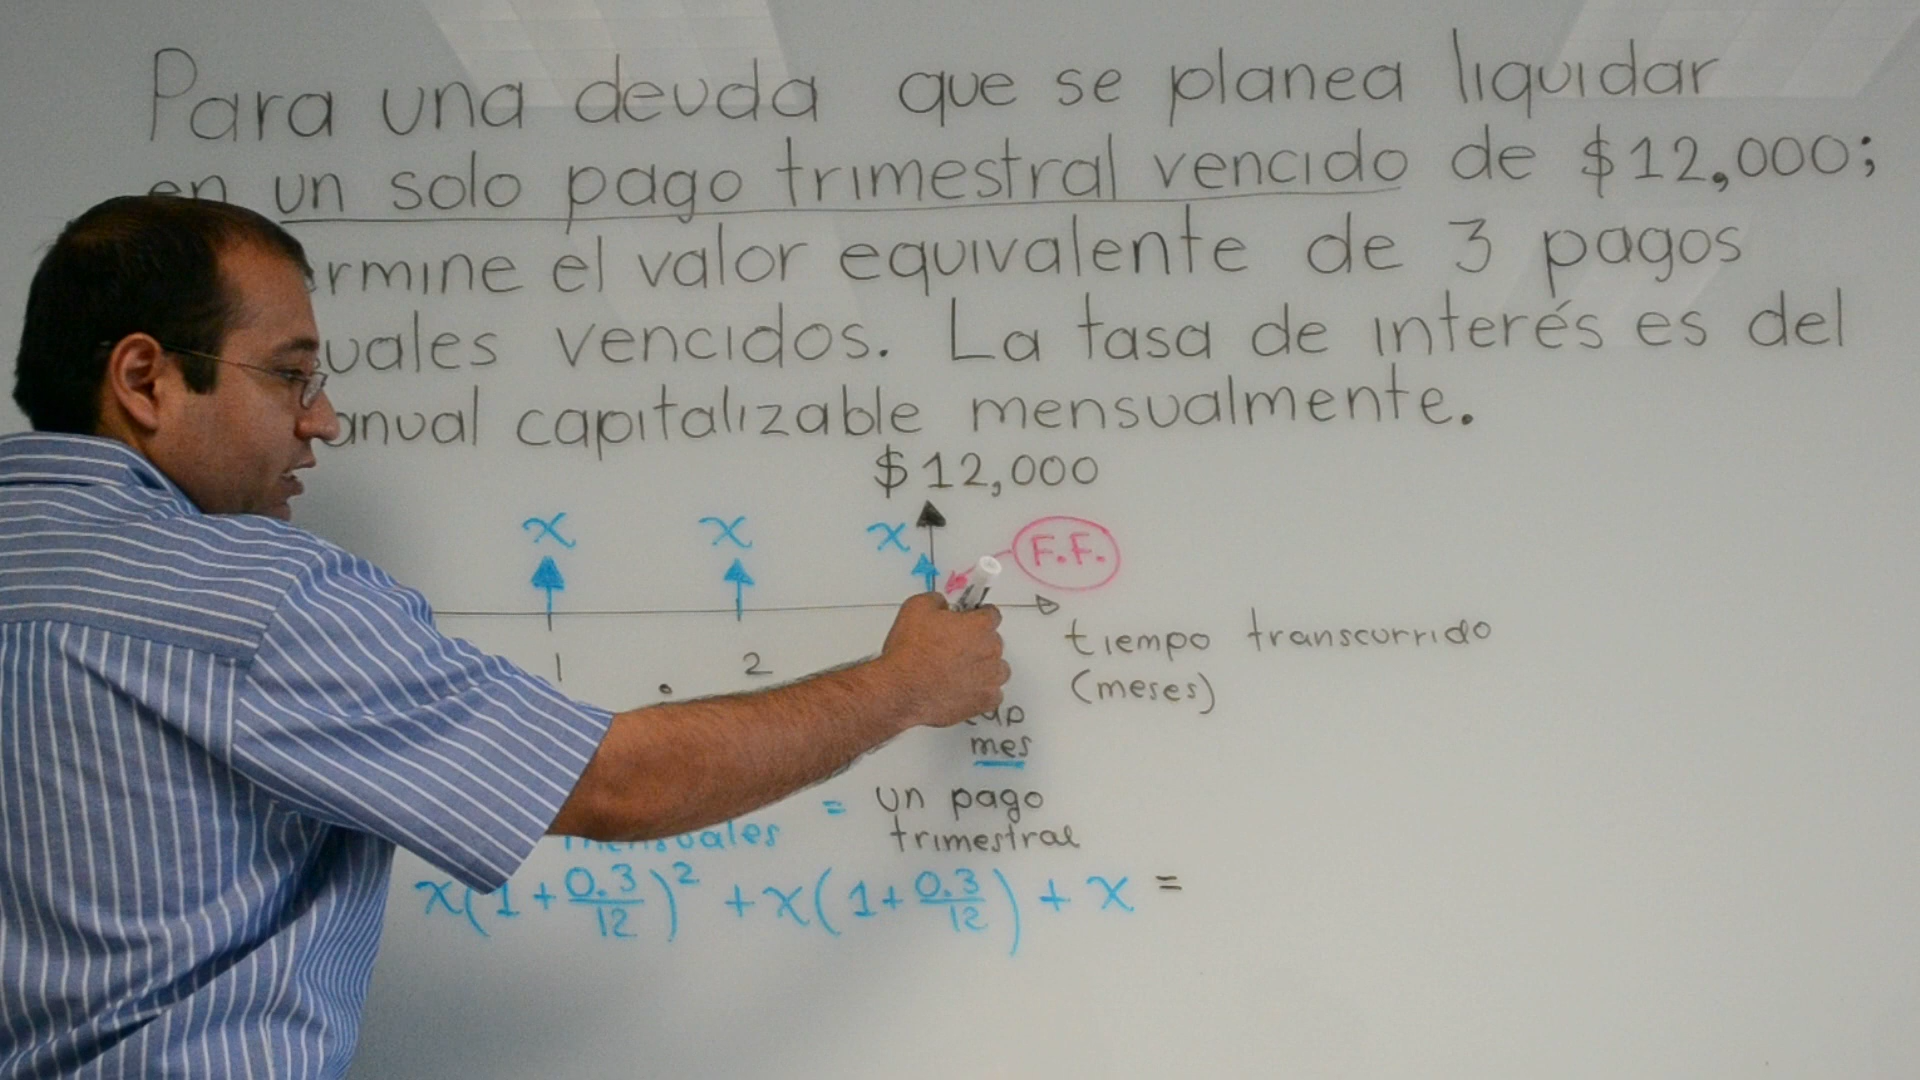 Para una deuda que se planea liquidar
en un solo pago trimestral vencido de $12,000;
rmine el valor equivalente de 3 pagos
uales vencidos. La tasa de interés es del
anual capitalizable mensualmente.
$12,000
x x x F.F.
1 2
tiempo transcurrido
(meses)
mes
= un pago
trimestral
x(1+0.3/12)² + x(1+0.3/12) + x =